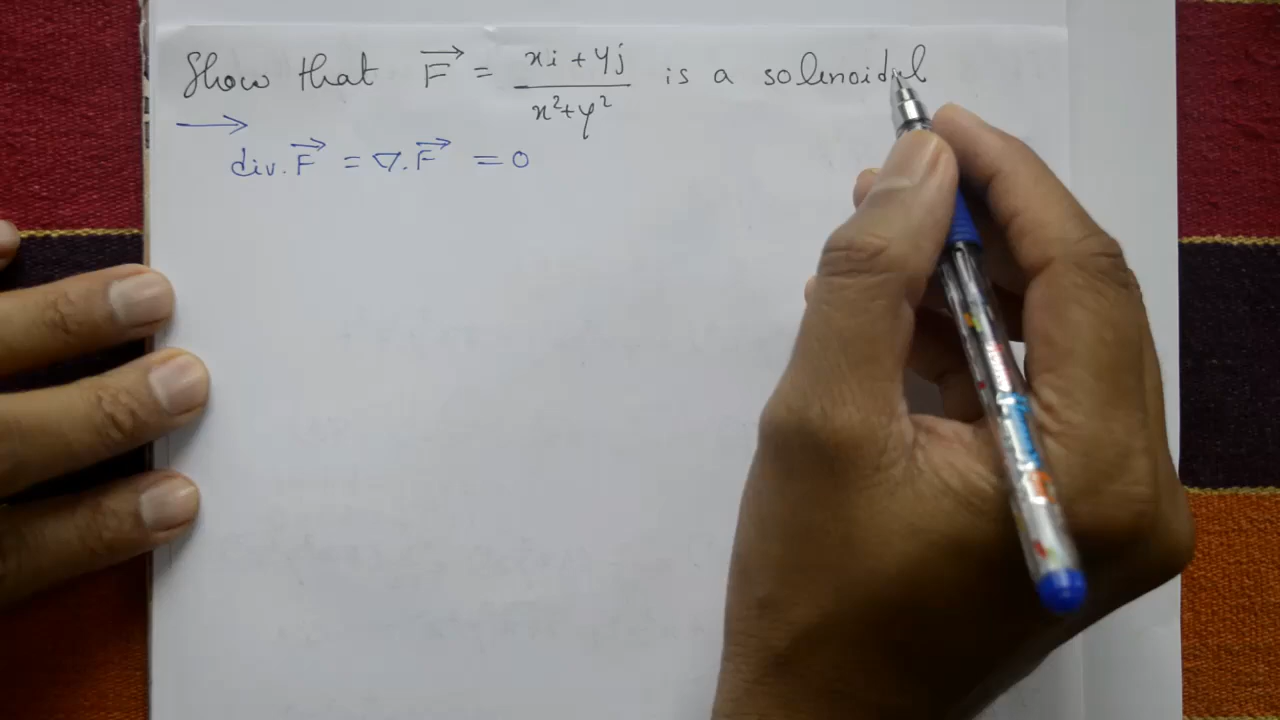 Show that F⃗ = (xi + yj)/(x²+y²) is a solenoidal
→ div. F⃗ = ∇. F⃗ = 0